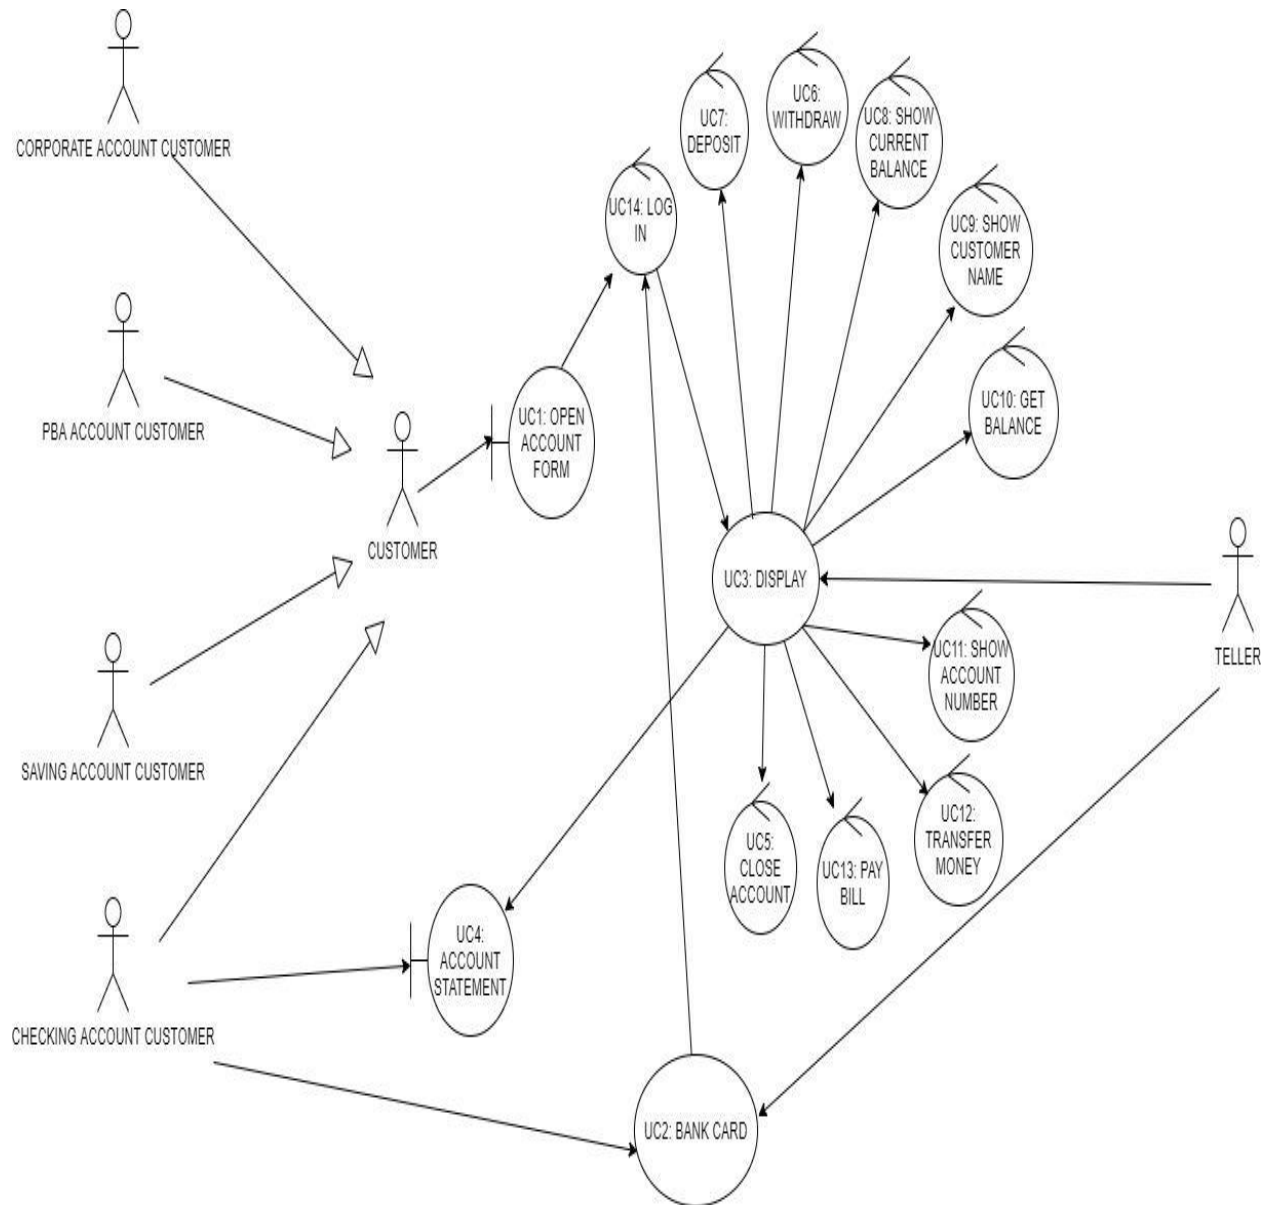 CORPORATE ACCOUNT CUSTOMER
PBA ACCOUNT CUSTOMER
SAVING ACCOUNT CUSTOMER
CHECKING ACCOUNT CUSTOMER
CUSTOMER
UC1: OPEN
ACCOUNT
FORM
UC14: LOG
IN
UC7:
DEPOSIT
UC6:
WITHDRAW
UC8: SHOW
CURRENT
BALANCE
UC9: SHOW
CUSTOMER
NAME
UC10: GET
BALANCE
UC3: DISPLAY
UC11: SHOW
ACCOUNT
NUMBER
UC12:
TRANSFER
MONEY
UC13: PAY
BILL
UC5:
CLOSE
ACCOUNT
UC4:
ACCOUNT
STATEMENT
UC2: BANK CARD
TELLER